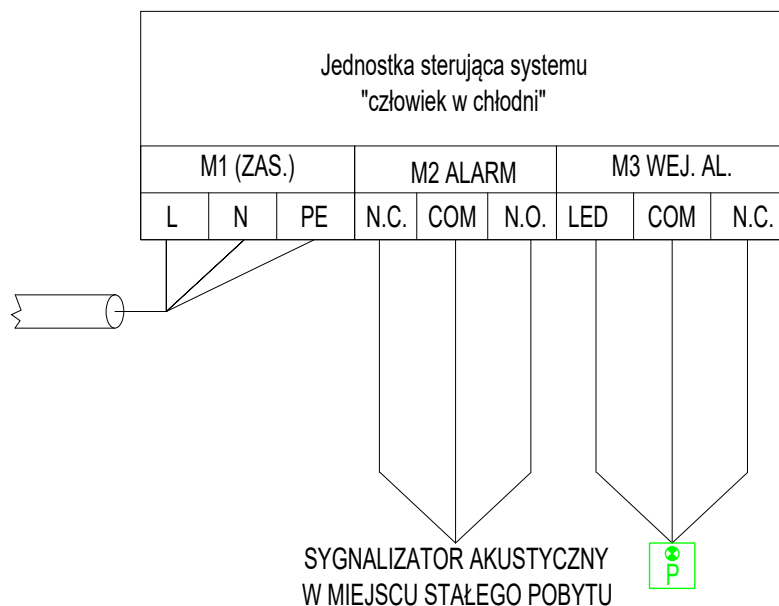 Jednostka sterująca systemu
"człowiek w chłodni"
M1 (ZAS.) M2 ALARM M3 WEJ. AL.
L N PE N.C. COM N.O. LED COM N.C.
SYGNALIZATOR AKUSTYCZNY
W MIEJSCU STAŁEGO POBYTU
P